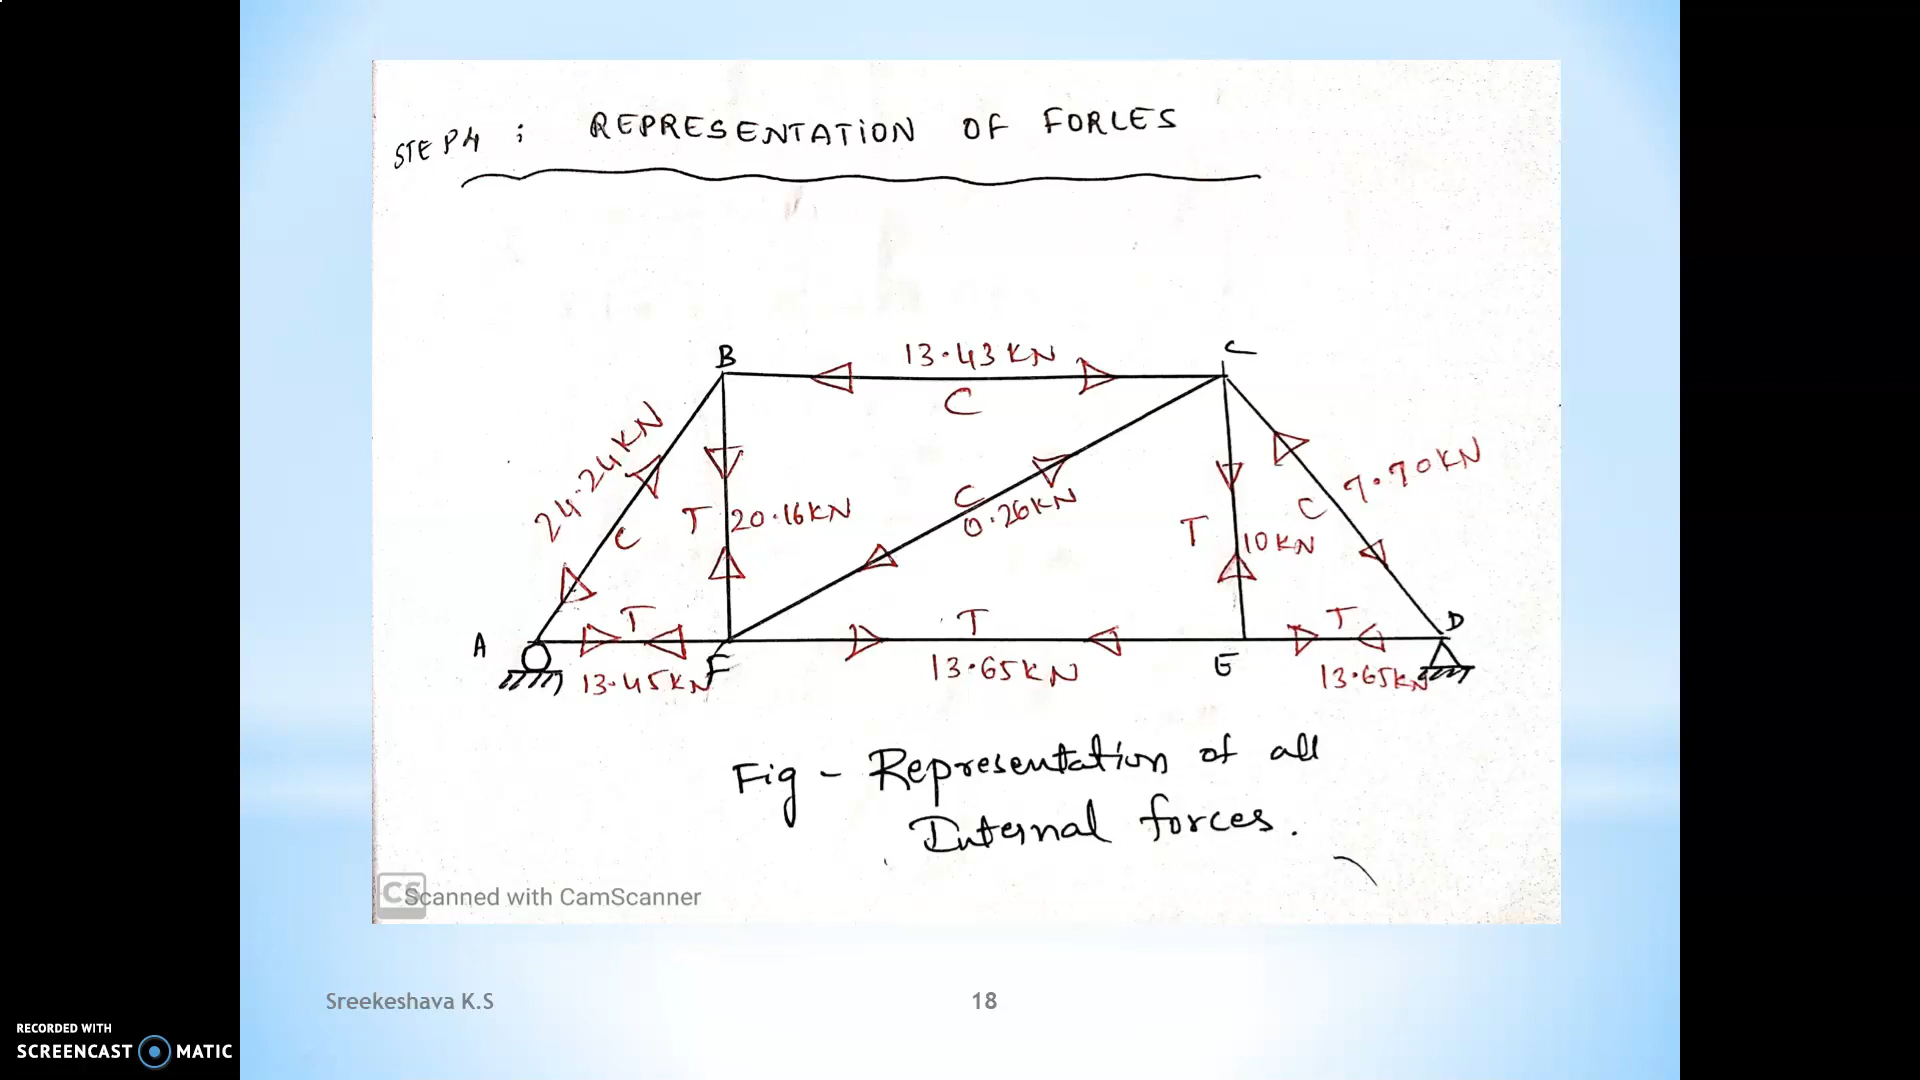 STEP4 : REPRESENTATION OF FORCES
B
13.43 KN
C
C
24.24KN
C
T
20.16KN
C
0.26KN
T
10KN
C
7.70KN
A
T
F
13.45KN
T
13.65KN
E
T
D
13.65KN
Fig - Representation of all
Internal forces.
CS Scanned with CamScanner
Sreekeshava K.S
18
RECORDED WITH
SCREENCAST MATIC